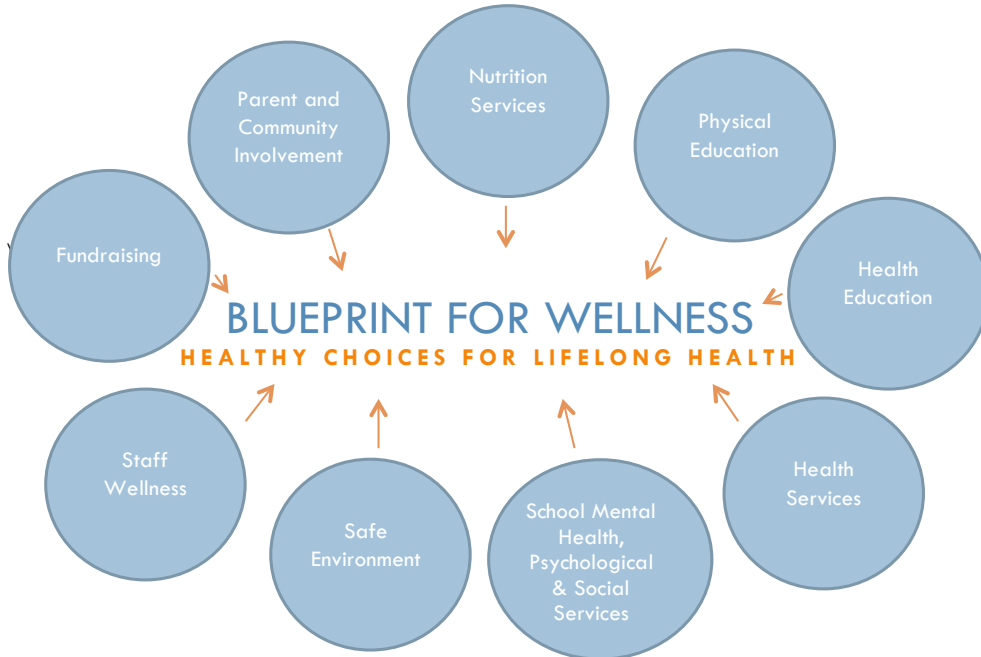 Nutrition
Services
Parent and
Community
Involvement
Physical
Education
Fundraising
Health
Education
BLUEPRINT FOR WELLNESS
HEALTHY CHOICES FOR LIFELONG HEALTH
Staff
Wellness
Health
Services
Safe
Environment
School Mental
Health,
Psychological
& Social
Services